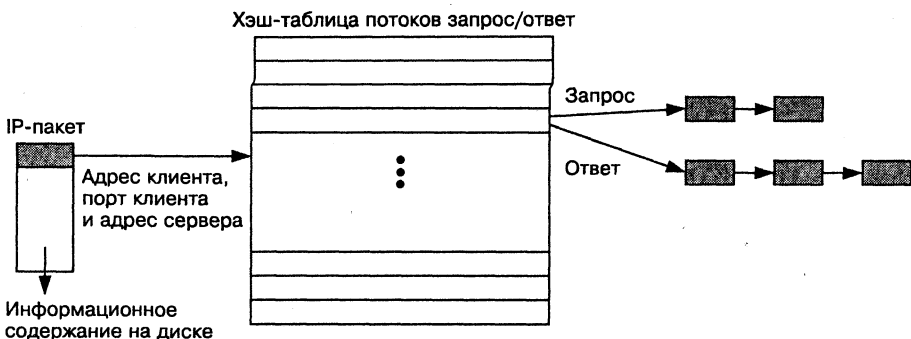 Хэш-таблица потоков запрос/ответ
IP-пакет
Адрес клиента,
порт клиента
и адрес сервера
Информационное
содержание на диске
Запрос
Ответ